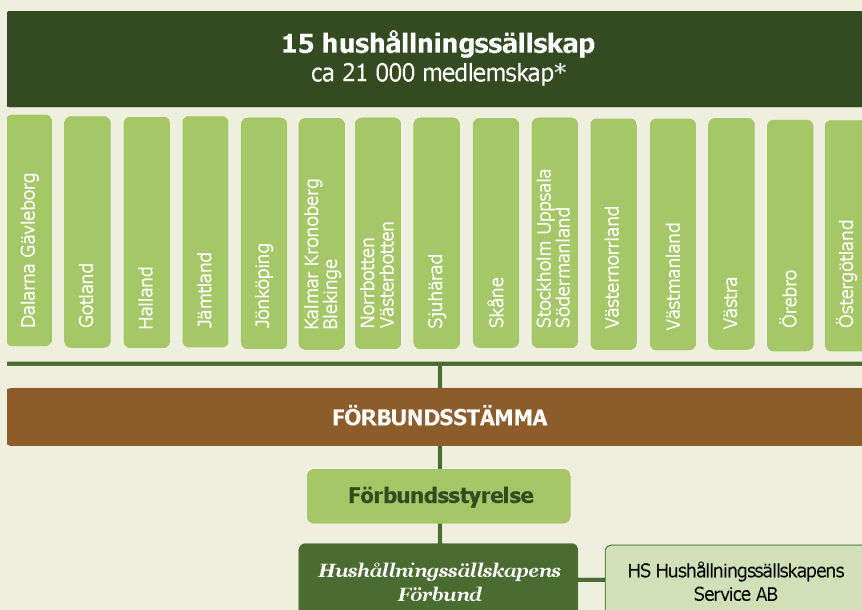 15 hushållningssällskap
ca 21 000 medlemskap*
Dalarna Gävleborg
Gotland
Halland
Jämtland
Jönköping
Kalmar Kronoberg
Blekinge
Norrbotten
Västerbotten
Sjuhärad
Skåne
Stockholm Uppsala
Södermanland
Västernorrland
Västmanland
Västra
Örebro
Östergötland
FÖRBUNDSSTÄMMA
Förbundsstyrelse
Hushållningssällskapens
Förbund
HS Hushållningssällskapens
Service AB